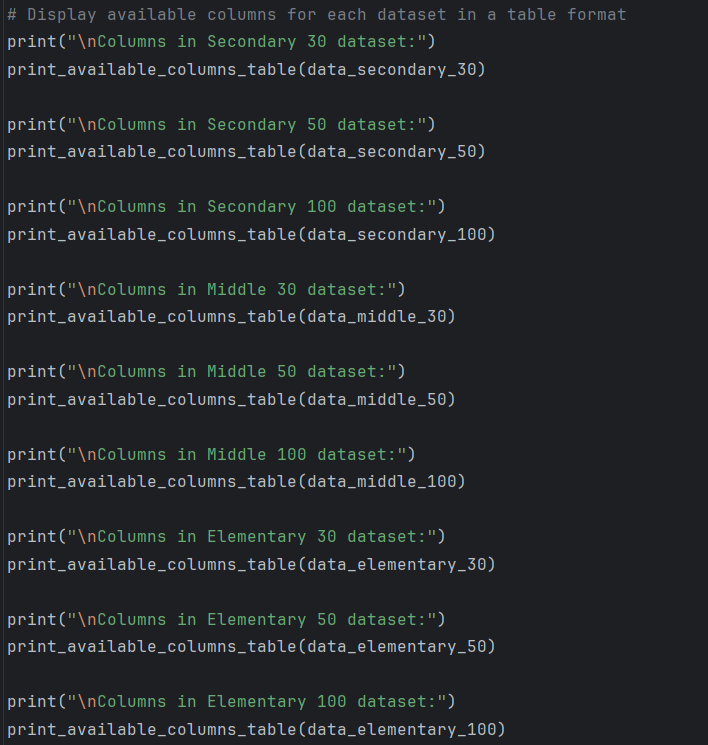 # Display available columns for each dataset in a table format
print("\nColumns in Secondary 30 dataset:")
print_available_columns_table(data_secondary_30)
print("\nColumns in Secondary 50 dataset:")
print_available_columns_table(data_secondary_50)
print("\nColumns in Secondary 100 dataset:")
print_available_columns_table(data_secondary_100)
print("\nColumns in Middle 30 dataset:")
print_available_columns_table(data_middle_30)
print("\nColumns in Middle 50 dataset:")
print_available_columns_table(data_middle_50)
print("\nColumns in Middle 100 dataset:")
print_available_columns_table(data_middle_100)
print("\nColumns in Elementary 30 dataset:")
print_available_columns_table(data_elementary_30)
print("\nColumns in Elementary 50 dataset:")
print_available_columns_table(data_elementary_50)
print("\nColumns in Elementary 100 dataset:")
print_available_columns_table(data_elementary_100)